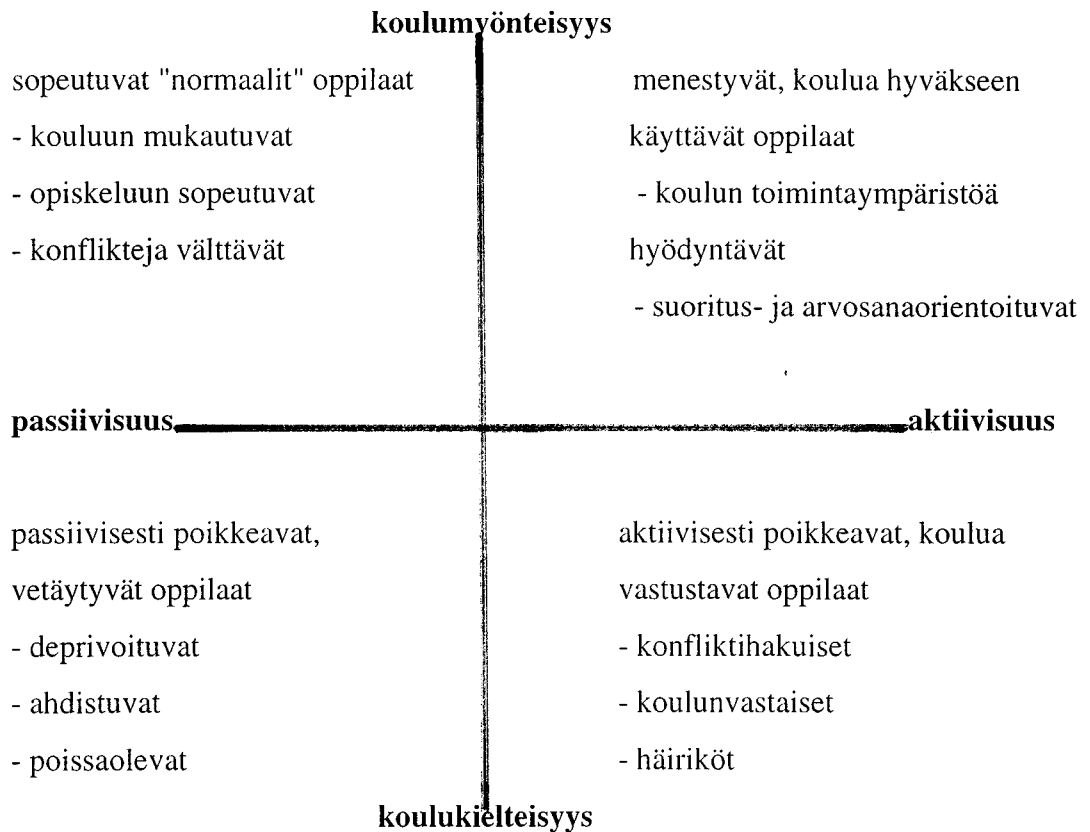 koulumyönteisyys
sopeutuvat "normaalit" oppilaat
- kouluun mukautuvat
- opiskeluun sopeutuvat
- konflikteja välttävät
menestyvät, koulua hyväkseen
käyttävät oppilaat
- koulun toimintaympäristöä
hyödyntävät
- suoritus- ja arvosanaorientoituvat
passiivisuus
aktiivisuus
passiivisesti poikkeavat,
vetäytyvät oppilaat
- deprivoituvat
- ahdistuvat
- poissaolevat
aktiivisesti poikkeavat, koulua
vastustavat oppilaat
- konfliktihakuiset
- koulunvastaiset
- häiriköt
koulukielteisyys